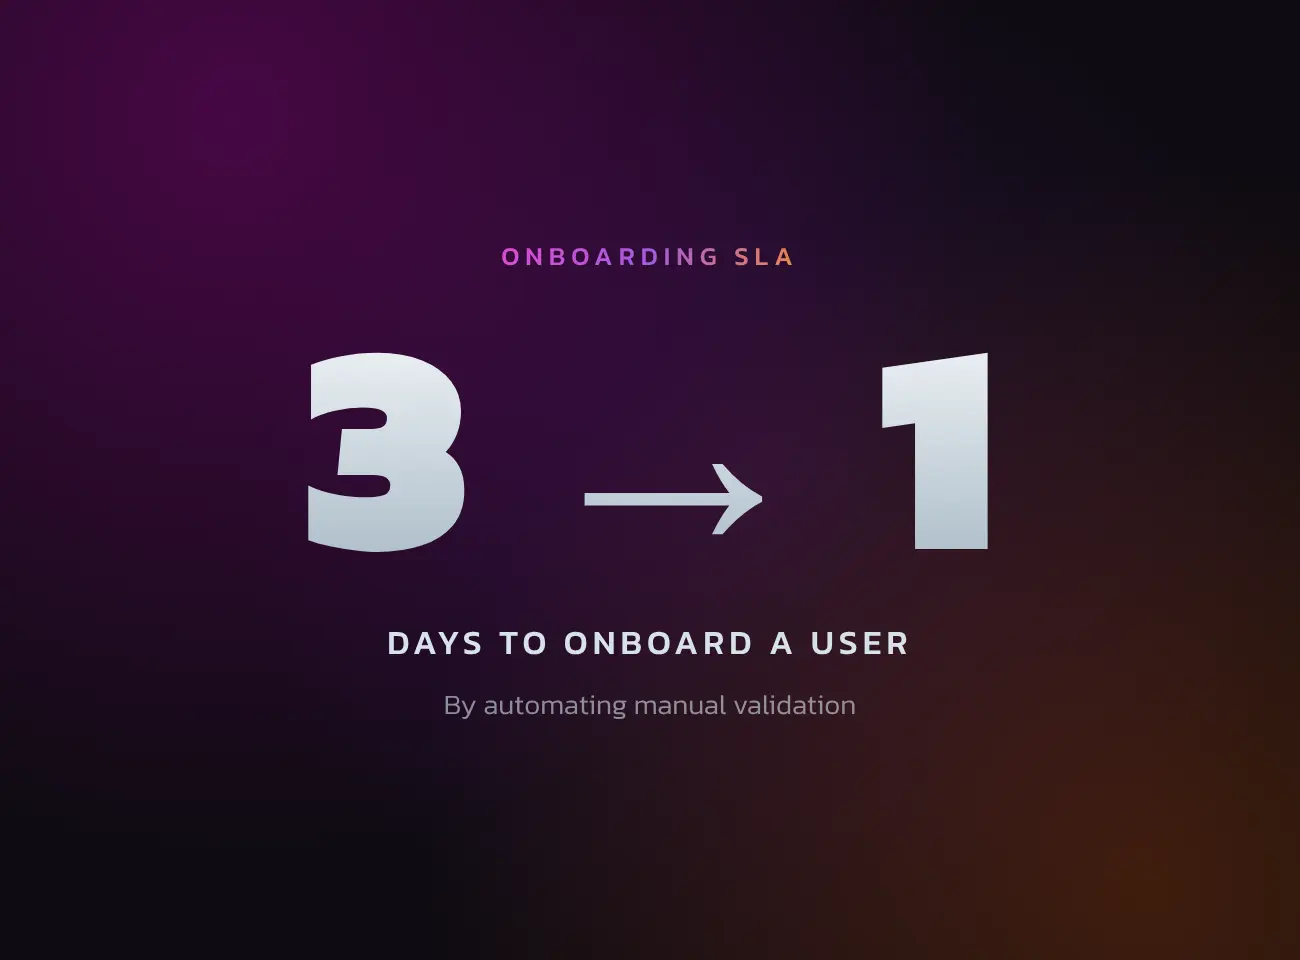 ONBOARDING SLA
3 → 1
DAYS TO ONBOARD A USER
By automating manual validation